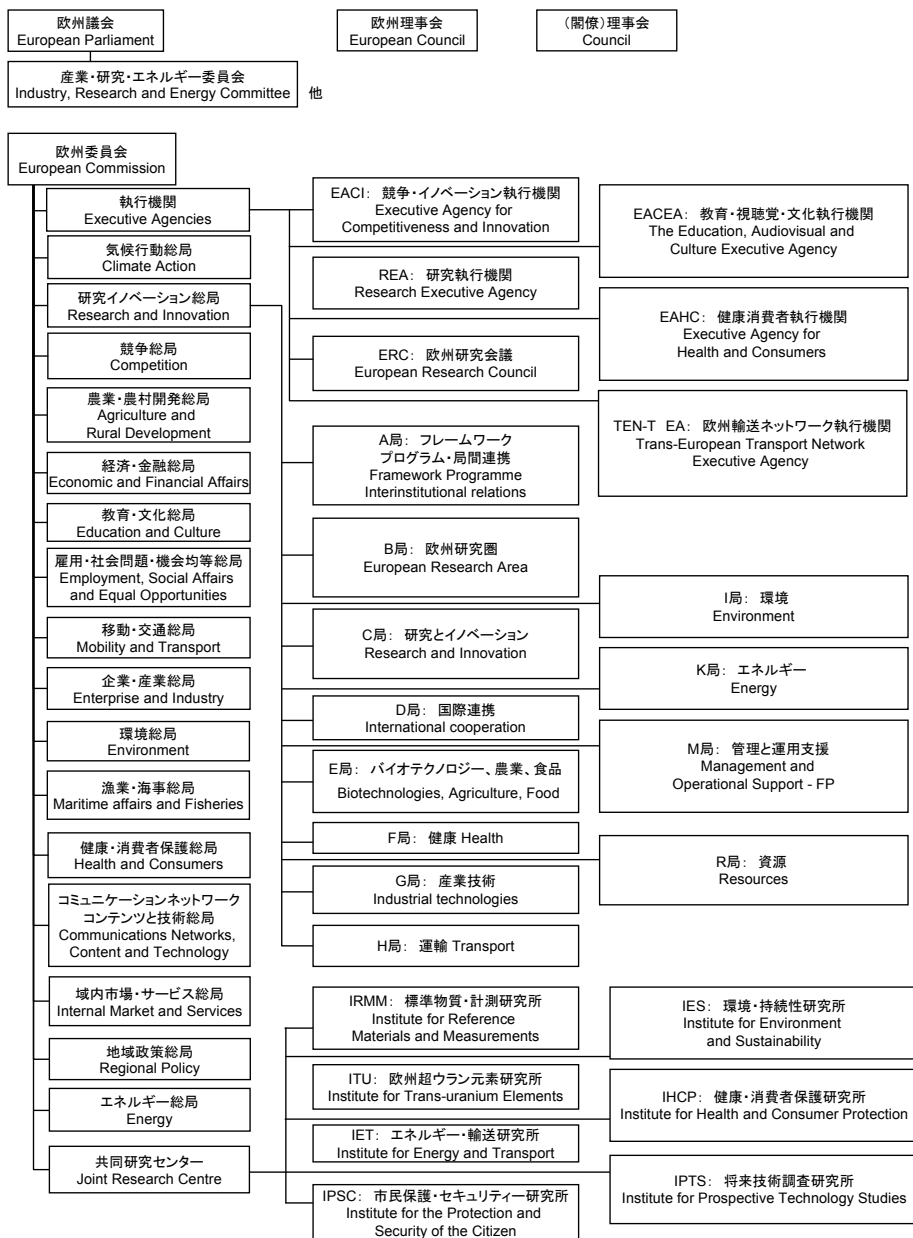 欧州議会
European Parliament
欧州理事会
European Council
(閣僚)理事会
Council
産業・研究・エネルギー委員会
Industry, Research and Energy Committee
他
欧州委員会
European Commission
執行機関
Executive Agencies
気候行動総局
Climate Action
研究イノベーション総局
Research and Innovation
競争総局
Competition
農業・農村開発総局
Agriculture and
Rural Development
経済・金融総局
Economic and Financial Affairs
教育・文化総局
Education and Culture
雇用・社会問題・機会均等総局
Employment, Social Affairs
and Equal Opportunities
移動・交通総局
Mobility and Transport
企業・産業総局
Enterprise and Industry
環境総局
Environment
漁業・海事総局
Maritime affairs and Fisheries
健康・消費者保護総局
Health and Consumers
コミュニケーションネットワーク
コンテンツと技術総局
Communications Networks,
Content and Technology
域内市場・サービス総局
Internal Market and Services
地域政策総局
Regional Policy
エネルギー総局
Energy
共同研究センター
Joint Research Centre
EACI: 競争・イノベーション執行機関
Executive Agency for
Competitiveness and Innovation
REA: 研究執行機関
Research Executive Agency
ERC: 欧州研究会議
European Research Council
EACEA: 教育・視聴覚・文化執行機関
The Education, Audiovisual and
Culture Executive Agency
EAHC: 健康消費者執行機関
Executive Agency for
Health and Consumers
TEN-T EA: 欧州輸送ネットワーク執行機関
Trans-European Transport Network
Executive Agency
A局: フレームワーク
プログラム・局間連携
Framework Programme
Interinstitutional relations
B局: 欧州研究圏
European Research Area
C局: 研究とイノベーション
Research and Innovation
D局: 国際連携
International cooperation
E局: バイオテクノロジー、農業、食品
Biotechnologies, Agriculture, Food
F局: 健康 Health
G局: 産業技術
Industrial technologies
H局: 運輸 Transport
I局: 環境
Environment
K局: エネルギー
Energy
M局: 管理と運用支援
Management and
Operational Support - FP
R局: 資源
Resources
IRMM: 標準物質・計測研究所
Institute for Reference
Materials and Measurements
ITU: 欧州超ウラン元素研究所
Institute for Trans-uranium Elements
IET: エネルギー・輸送研究所
Institute for Energy and Transport
IPSC: 市民保護・セキュリティー研究所
Institute for the Protection and
Security of the Citizen
IES: 環境・持続性研究所
Institute for Environment
and Sustainability
IHCP: 健康・消費者保護研究所
Institute for Health and Consumer Protection
IPTS: 将来技術調査研究所
Institute for Prospective Technology Studies